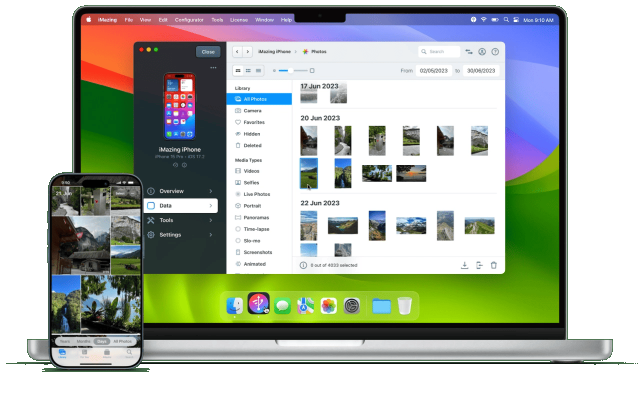 iMazing File View Edit Configurator Tools License Window Help
Mon 9:10 AM
Close
iMazing iPhone Photos
Search
From 02/05/2023 to 30/06/2023
iMazing iPhone
iPhone 15 Pro - iOS 17.2
Overview
Data
Tools
Settings
Library
All Photos
Camera
Favorites
Hidden
Deleted
Media Types
Videos
Selfies
Live Photos
Portrait
Panoramas
Time-lapse
Slo-mo
Screenshots
Animated
17 Jun 2023
20 Jun 2023
22 Jun 2023
0 out of 4033 selected
Years Months Days All Photos